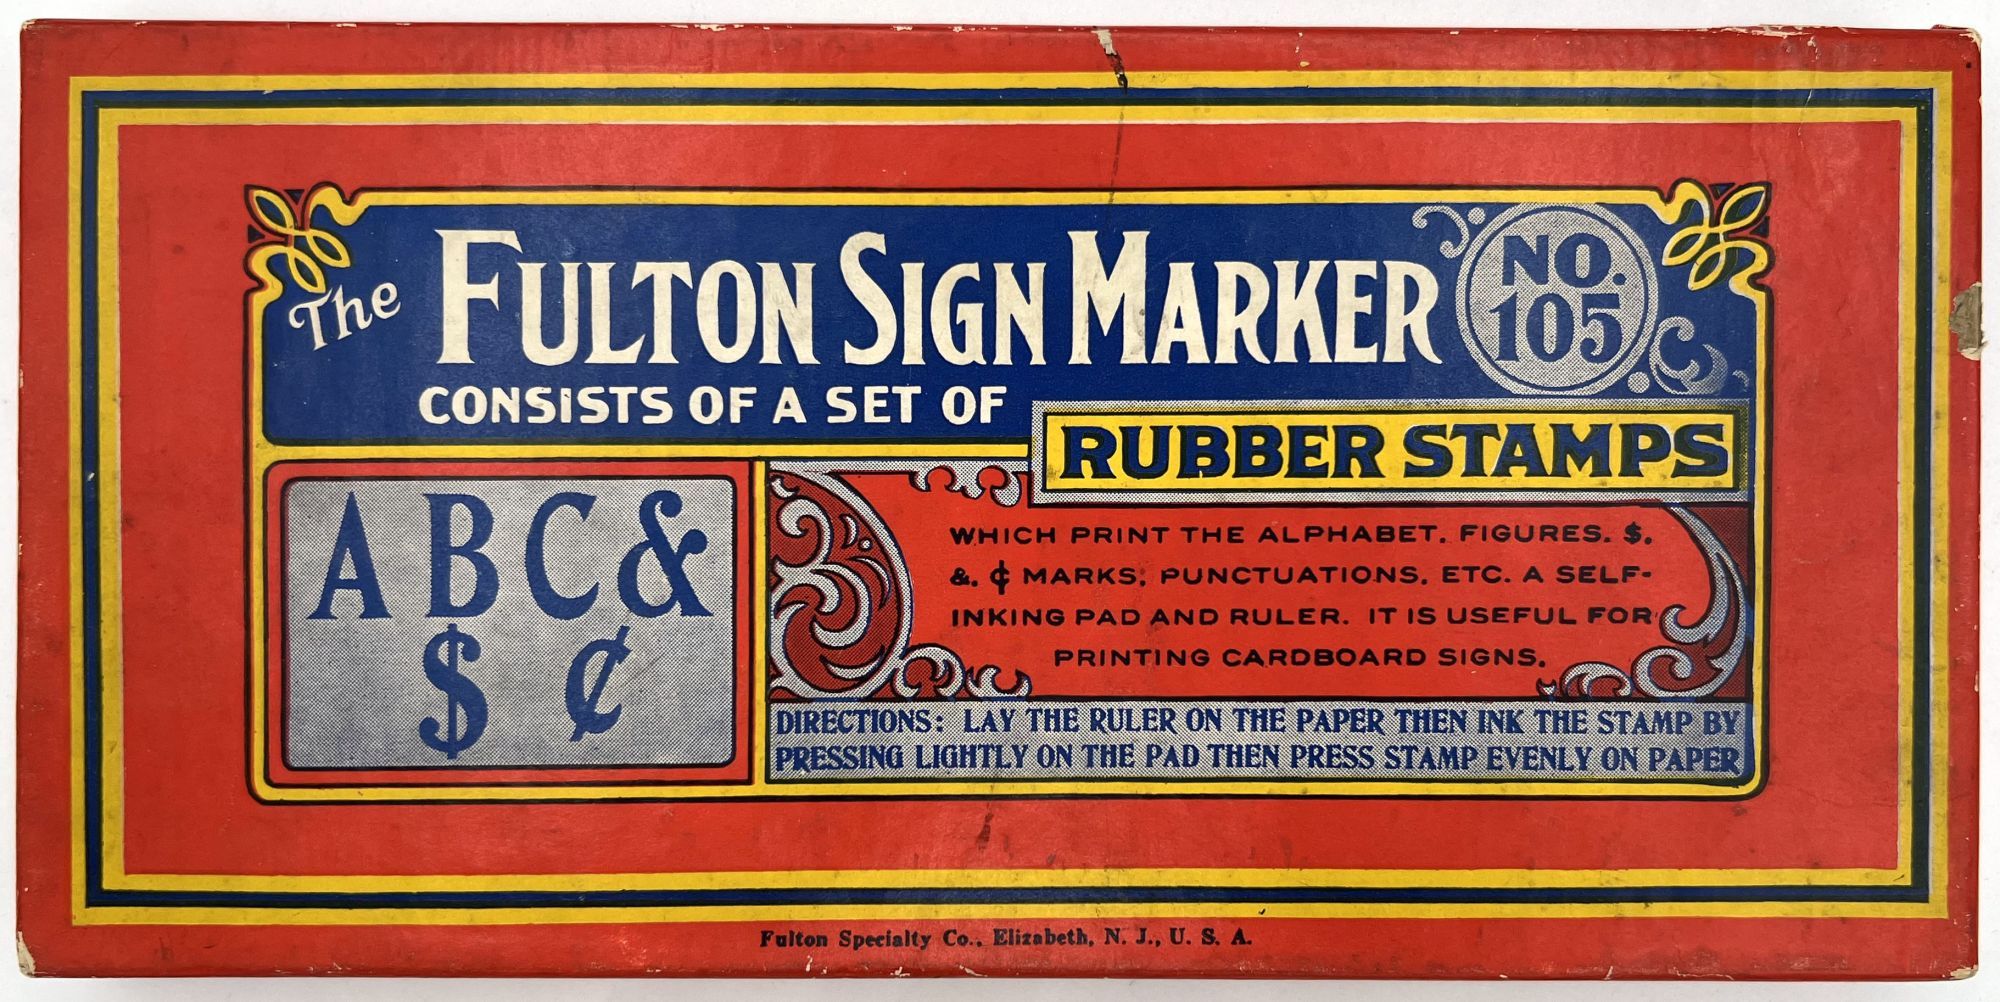 The FULTON SIGN MARKER
NO.
105
CONSISTS OF A SET OF
RUBBER STAMPS
A B C &
$ ¢
WHICH PRINT THE ALPHABET. FIGURES. $.
&. ¢ MARKS; PUNCTUATIONS, ETC. A SELF-
INKING PAD AND RULER. IT IS USEFUL FOR
PRINTING CARDBOARD SIGNS.
DIRECTIONS: LAY THE RULER ON THE PAPER THEN INK THE STAMP BY
PRESSING LIGHTLY ON THE PAD THEN PRESS STAMP EVENLY ON PAPER
Fulton Specialty Co., Elizabeth, N. J., U. S. A.